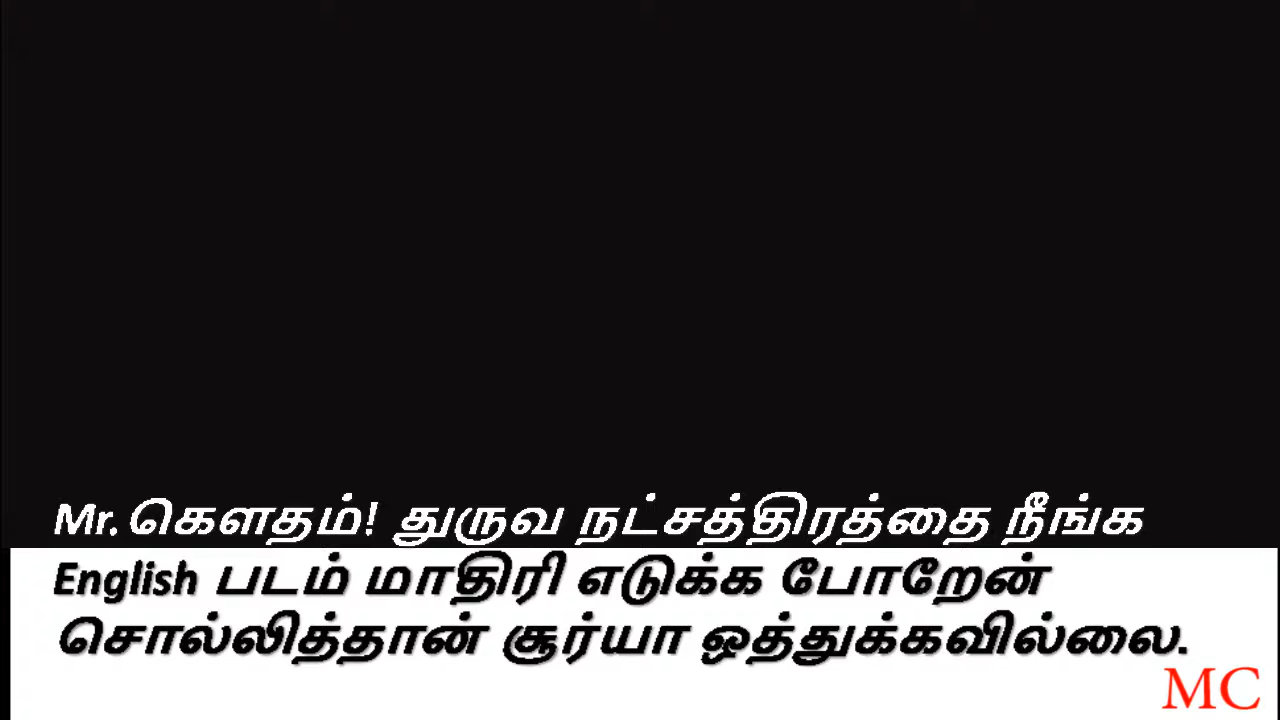 Mr.கௌதம்! துருவ நட்சத்திரத்தை நீங்க
English படம் மாதிரி எடுக்க போறேன்
சொல்லித்தான் சூர்யா ஒத்துக்கவில்லை.
MC